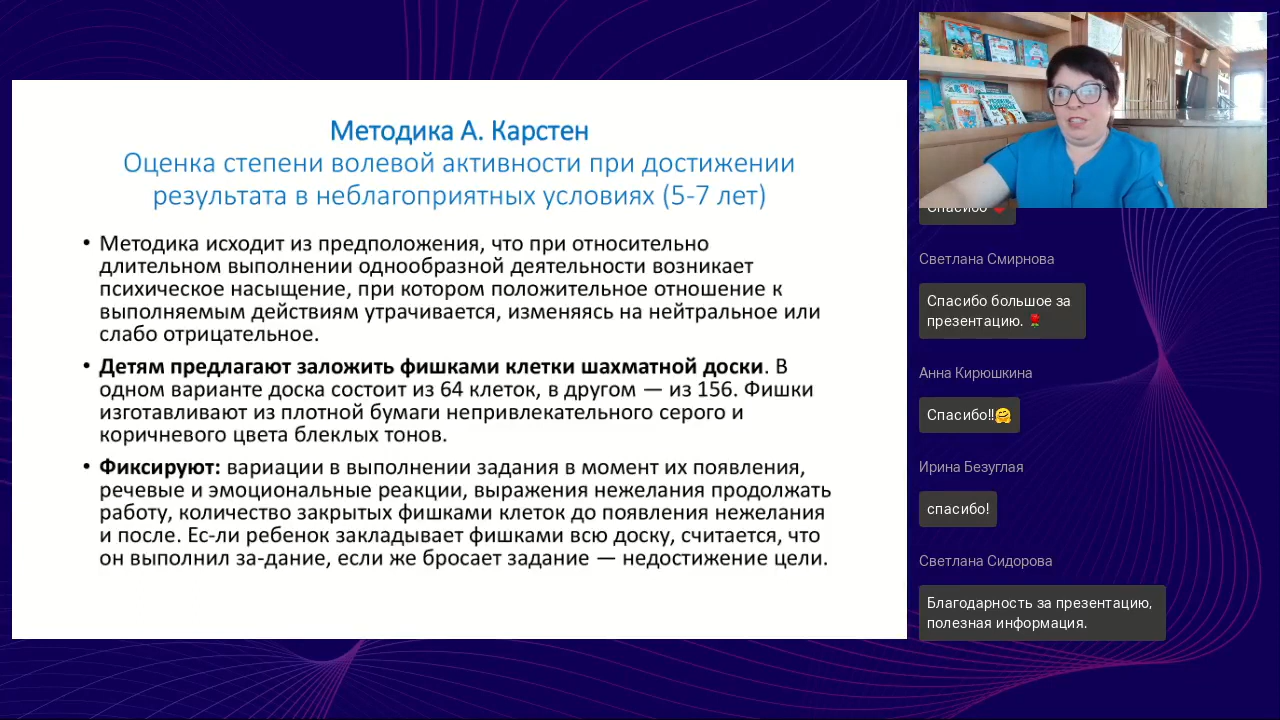 Методика А. Карстен
Оценка степени волевой активности при достижении
результата в неблагоприятных условиях (5-7 лет)
• Методика исходит из предположения, что при относительно
длительном выполнении однообразной деятельности возникает
психическое насыщение, при котором положительное отношение к
выполняемым действиям утрачивается, изменяясь на нейтральное или
слабо отрицательное.
• Детям предлагают заложить фишками клетки шахматной доски. В
одном варианте доска состоит из 64 клеток, в другом — из 156. Фишки
изготавливают из плотной бумаги непривлекательного серого и
коричневого цвета блеклых тонов.
• Фиксируют: вариации в выполнении задания в момент их появления,
речевые и эмоциональные реакции, выражения нежелания продолжать
работу, количество закрытых фишками клеток до появления нежелания
и после. Ес-ли ребенок закладывает фишками всю доску, считается, что
он выполнил за-дание, если же бросает задание — недостижение цели.
Спасибо
Светлана Смирнова
Спасибо большое за
презентацию. 🌹
Анна Кирюшкина
Спасибо!!🤗
Ирина Безуглая
спасибо!
Светлана Сидорова
Благодарность за презентацию,
полезная информация.